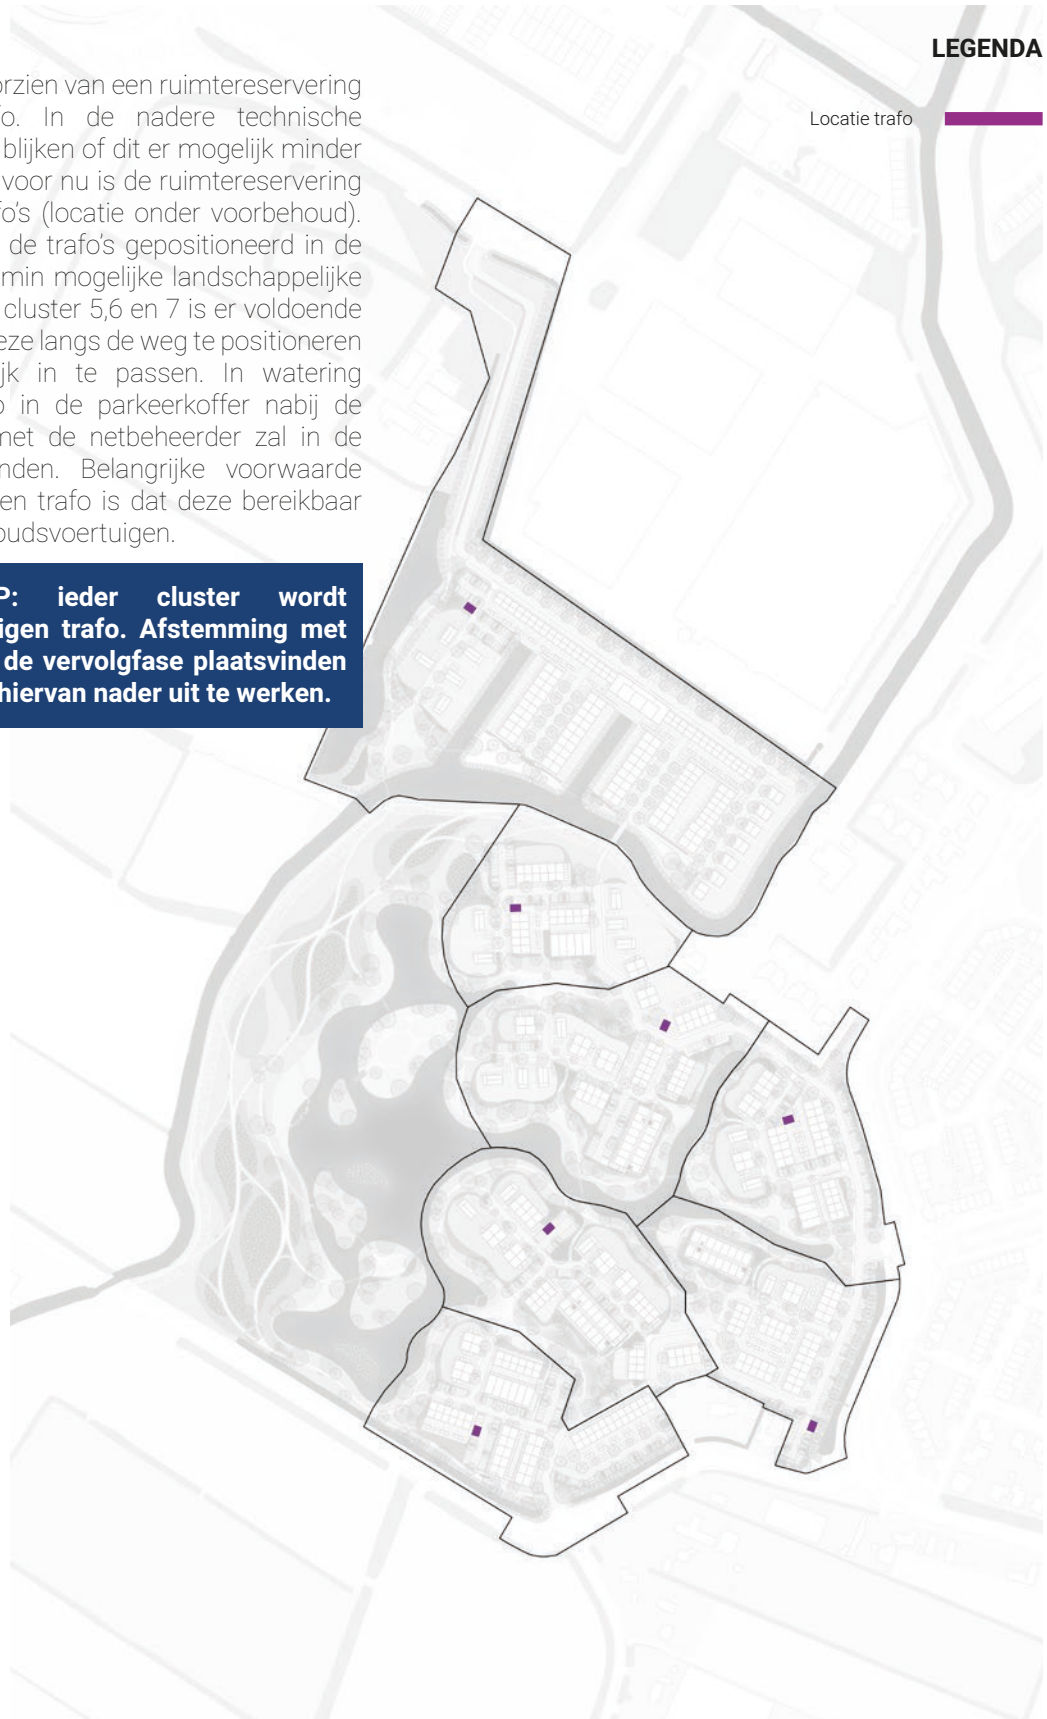 orzien van een ruimtereservering
fo. In de nadere technische
blijken of dit er mogelijk minder
voor nu is de ruimtereservering
fo's (locatie onder voorbehoud).
de trafo's gepositioneerd in de
min mogelijke landschappelijke
cluster 5,6 en 7 is er voldoende
eze langs de weg te positioneren
ijk in te passen. In watering
o in de parkeerkoffer nabij de
met de netbeheerder zal in de
inden. Belangrijke voorwaarde
en trafo is dat deze bereikbaar
oudsvoertuigen.
P: ieder cluster wordt
igen trafo. Afstemming met
de vervolgfase plaatsvinden
hiervan nader uit te werken.
LEGENDA
Locatie trafo